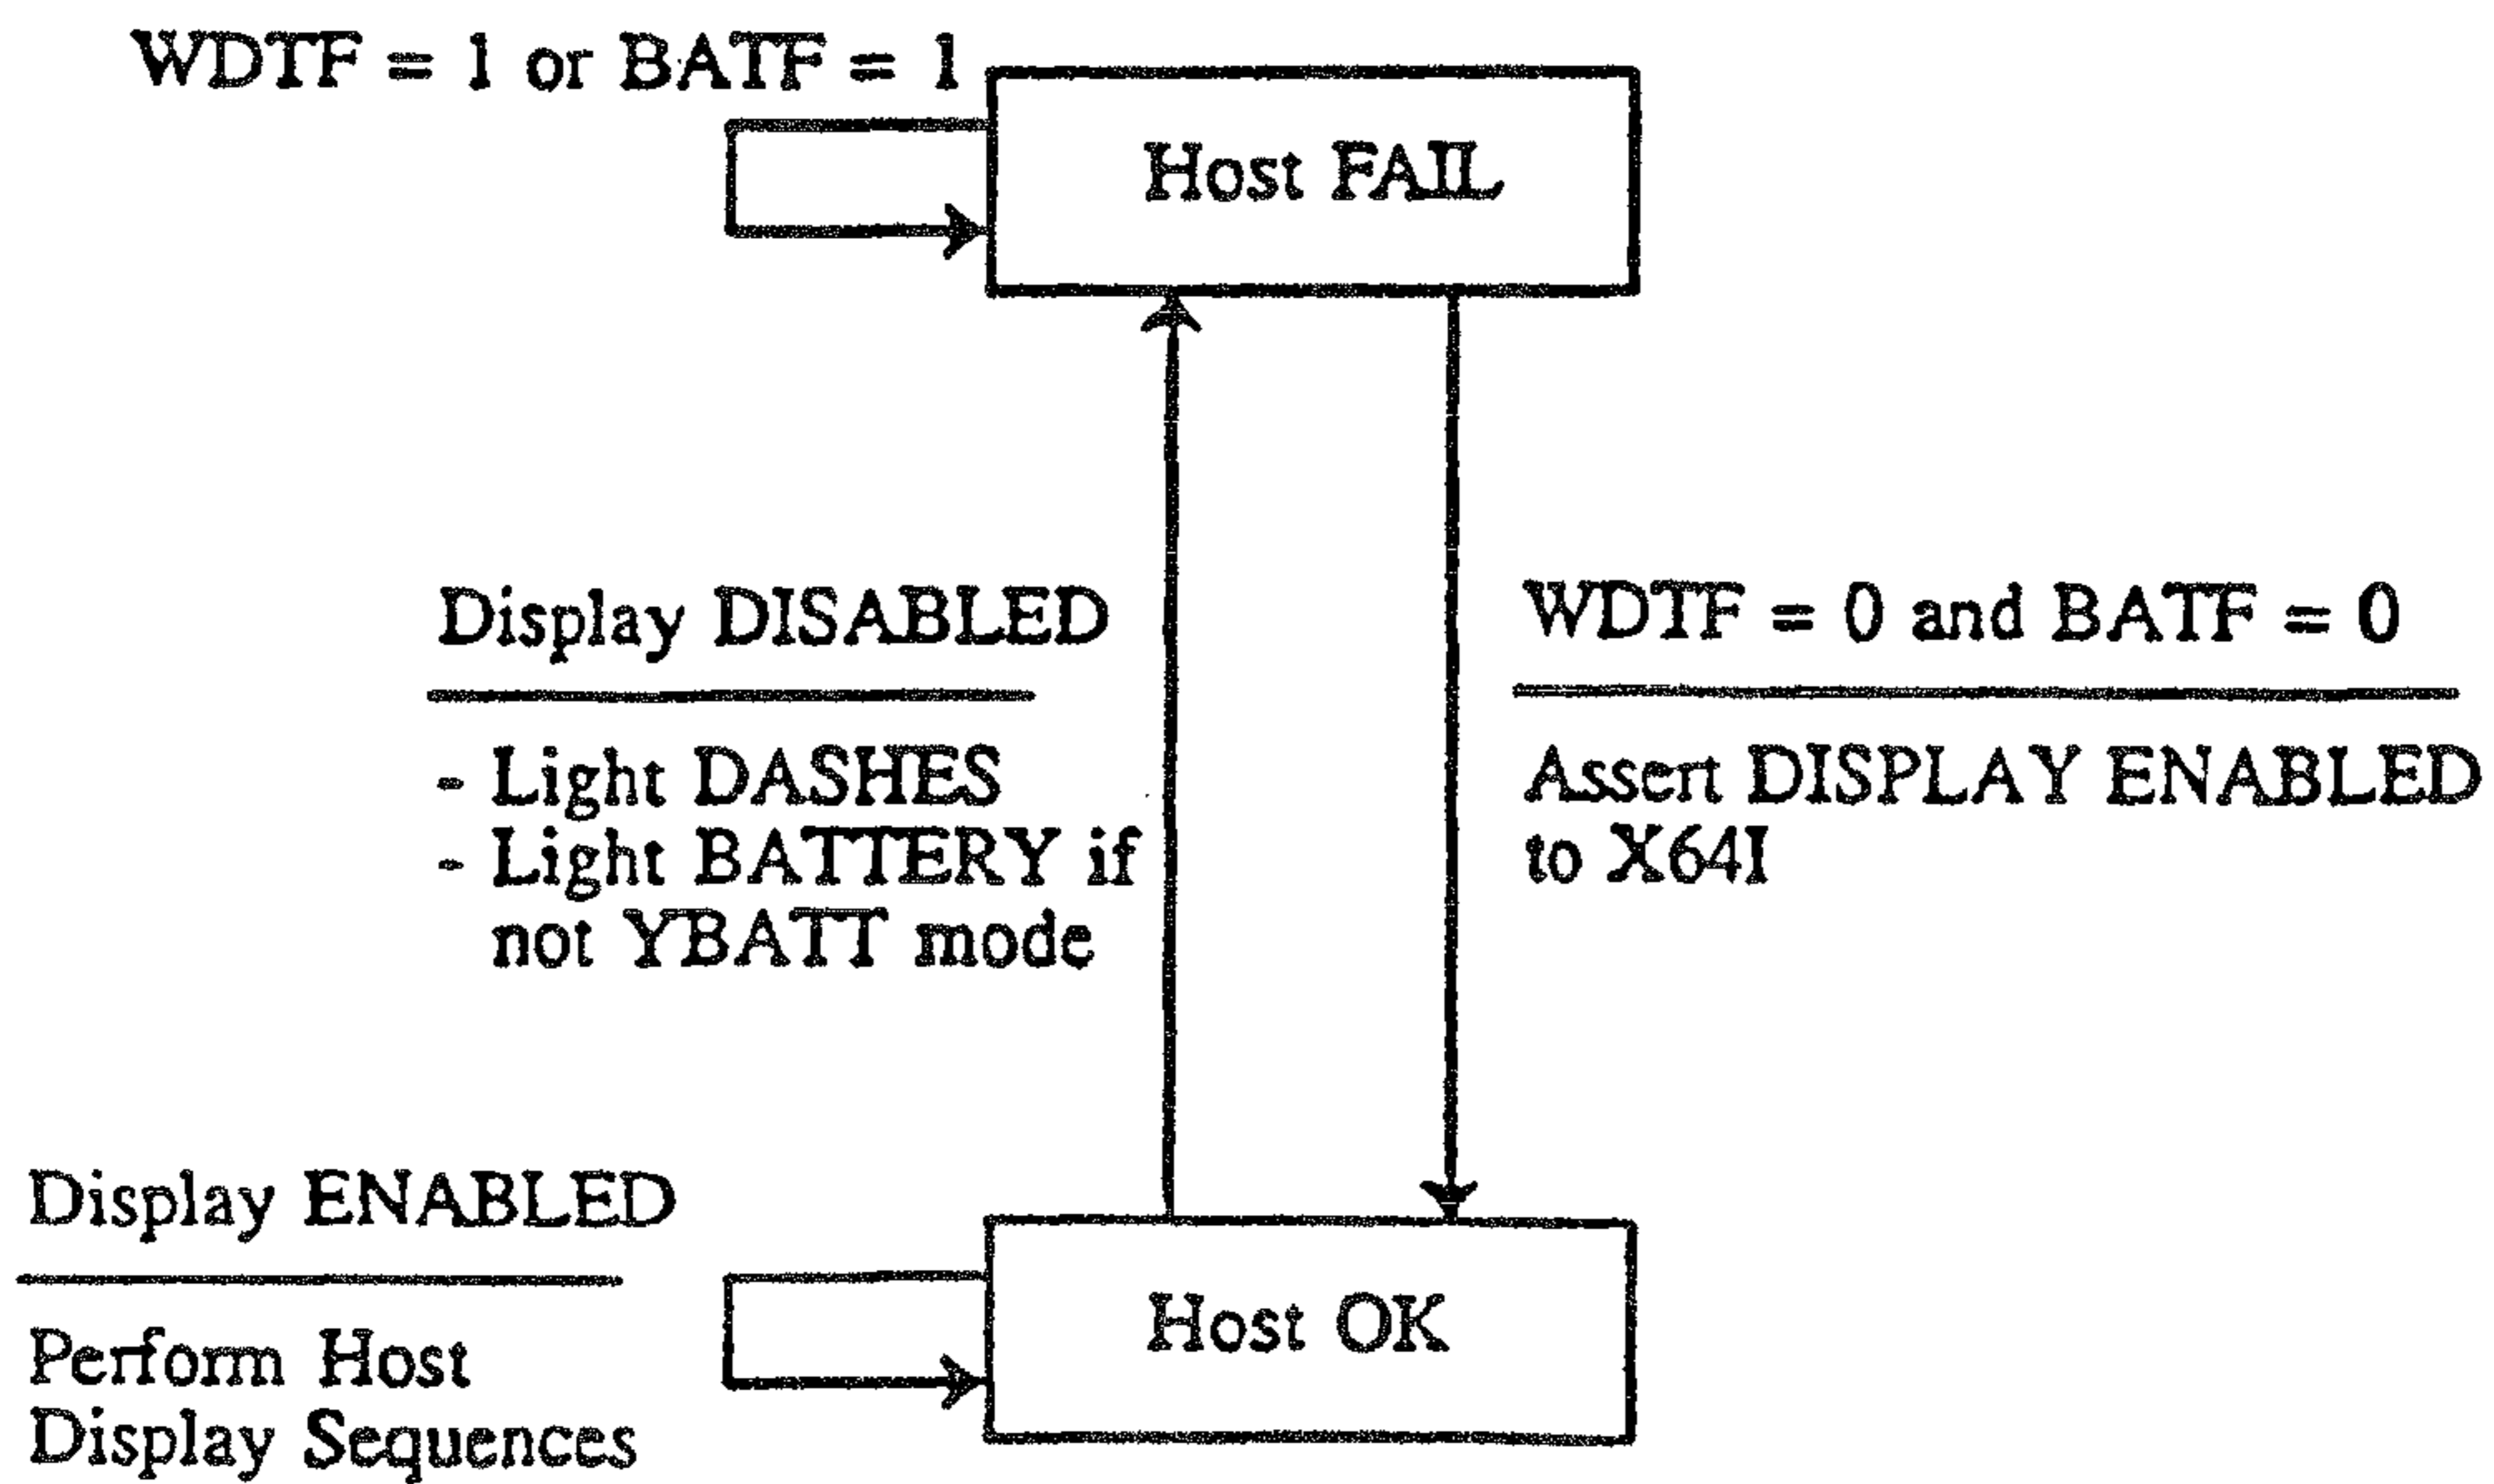 WDTF = 1 or BATF = 1
Host FAIL
Display DISABLED
- Light DASHES
- Light BATTERY if
not YBATT mode
WDTF = 0 and BATF = 0
Assert DISPLAY ENABLED
to X64I
Display ENABLED
Perform Host
Display Sequences
Host OK